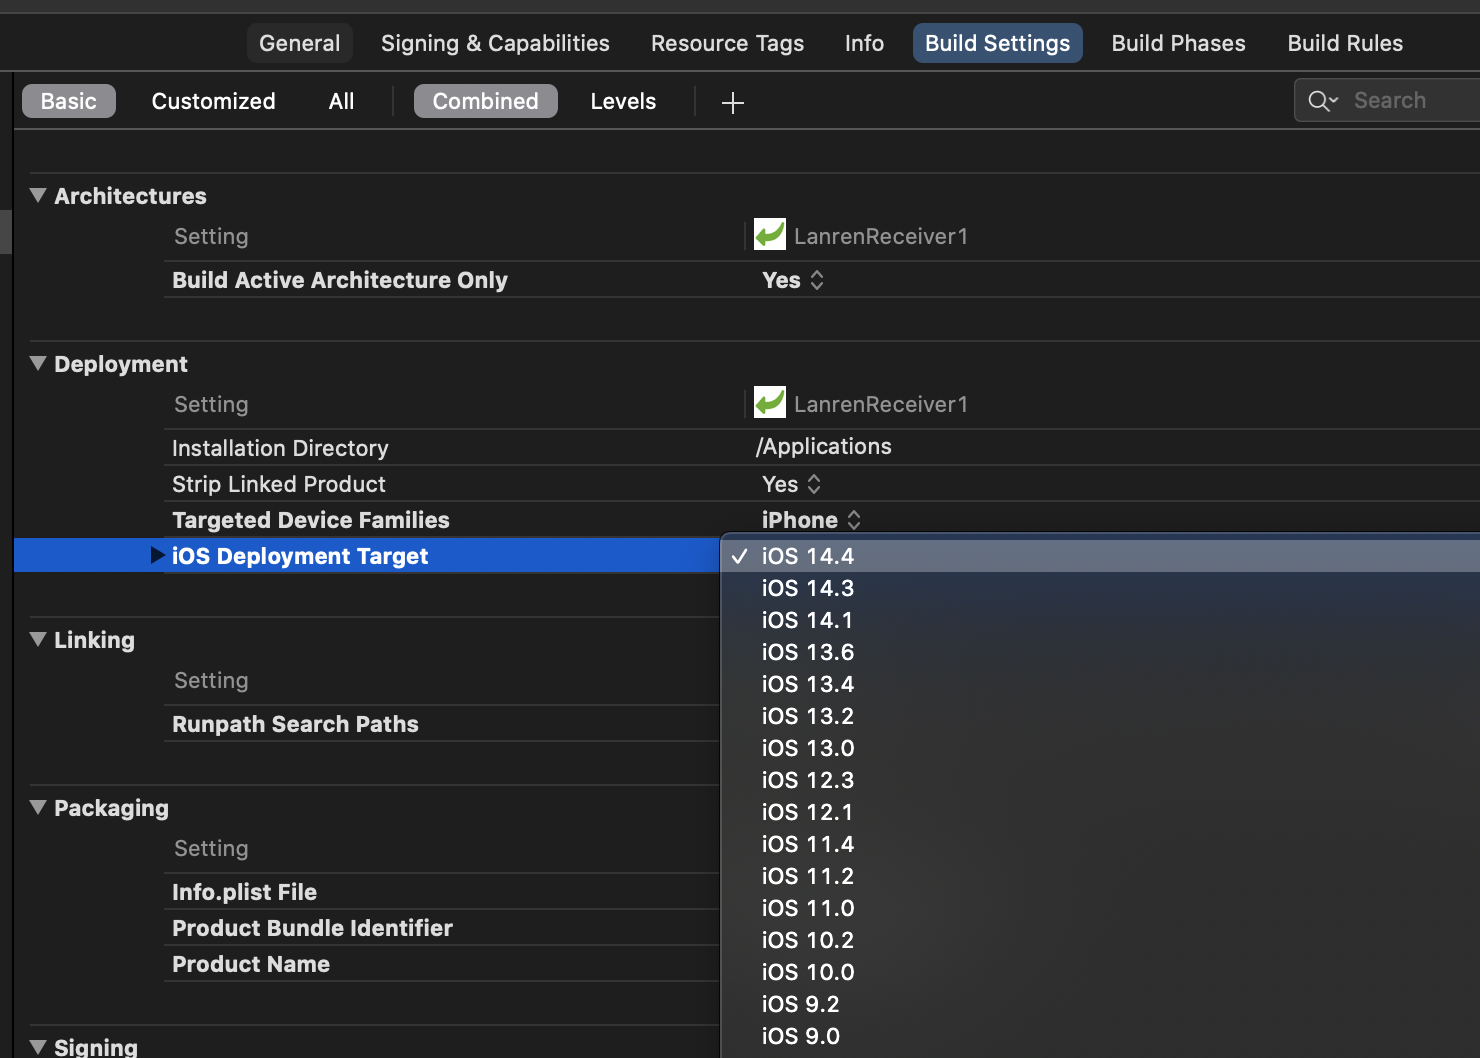 General Signing & Capabilities Resource Tags Info Build Settings Build Phases Build Rules
Basic Customized All Combined Levels + Search
Architectures
Setting LanrenReceiver1
Build Active Architecture Only Yes
Deployment
Setting LanrenReceiver1
Installation Directory /Applications
Strip Linked Product Yes
Targeted Device Families iPhone
iOS Deployment Target iOS 14.4
iOS 14.3
iOS 14.1
Linking
iOS 13.6
Setting iOS 13.4
Runpath Search Paths iOS 13.2
iOS 13.0
iOS 12.3
Packaging iOS 12.1
Setting iOS 11.4
Info.plist File iOS 11.2
iOS 11.0
Product Bundle Identifier iOS 10.2
Product Name iOS 10.0
iOS 9.2
Signing iOS 9.0